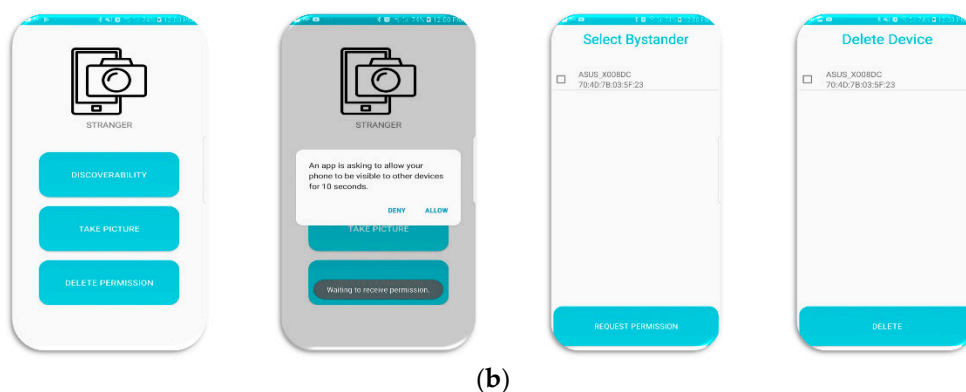 STRANGER
DISCOVERABILITY
TAKE PICTURE
DELETE PERMISSION
STRANGER
An app is asking to allow your
phone to be visible to other devices
for 10 seconds.
DENY ALLOW
TAKE PICTURE
Waiting to receive permission.
Select Bystander
ASUS_X008DC
70:4D:7B:03:5F:23
REQUEST PERMISSION
Delete Device
ASUS_X008DC
70:4D:7B:03:5F:23
DELETE
(b)